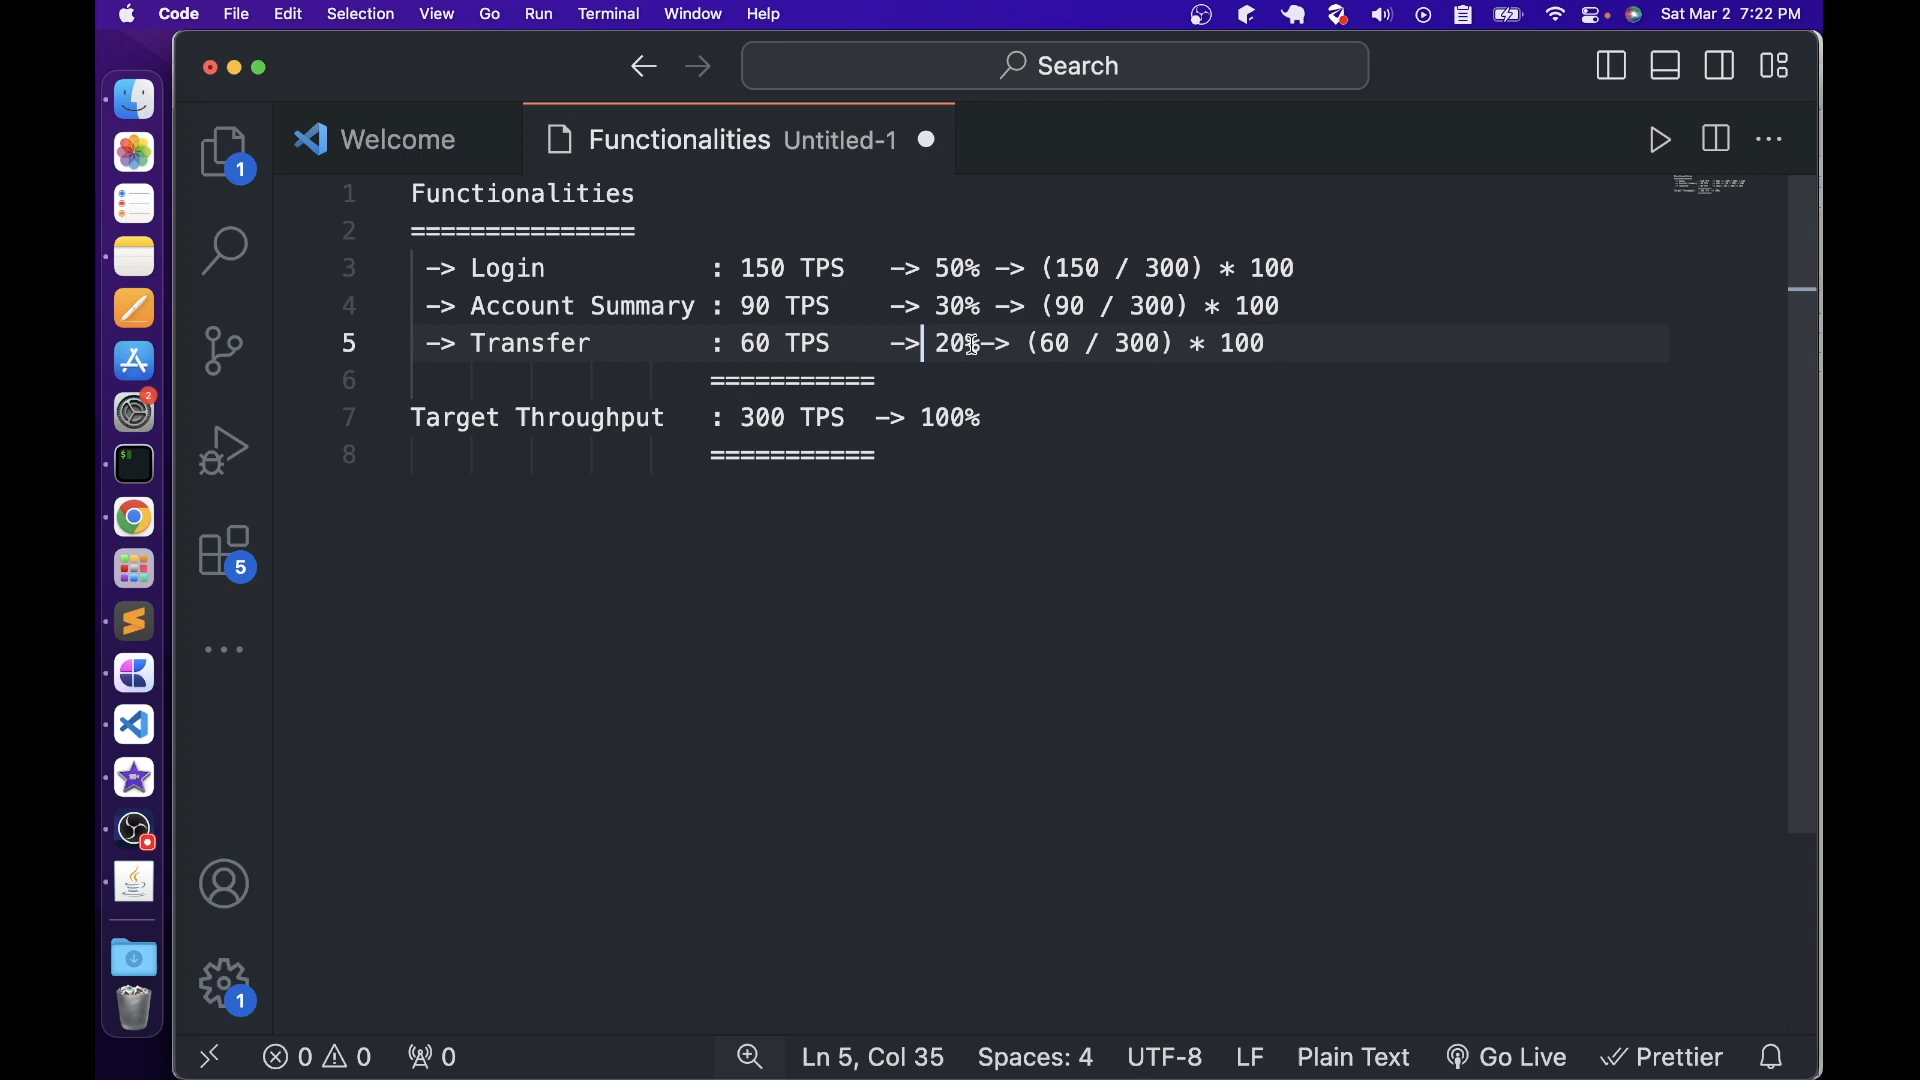 Code File Edit Selection View Go Run Terminal Window Help Sat Mar 2 7:22 PM
Search
Welcome Functionalities Untitled-1
1 Functionalities
2 ===============
3 -> Login : 150 TPS -> 50% -> (150 / 300) * 100
4 -> Account Summary : 90 TPS -> 30% -> (90 / 300) * 100
5 -> Transfer : 60 TPS -> 20%-> (60 / 300) * 100
6 ===========
7 Target Throughput : 300 TPS -> 100%
8 ===========
1
2
5
1
0 0 0 Ln 5, Col 35 Spaces: 4 UTF-8 LF Plain Text Go Live Prettier